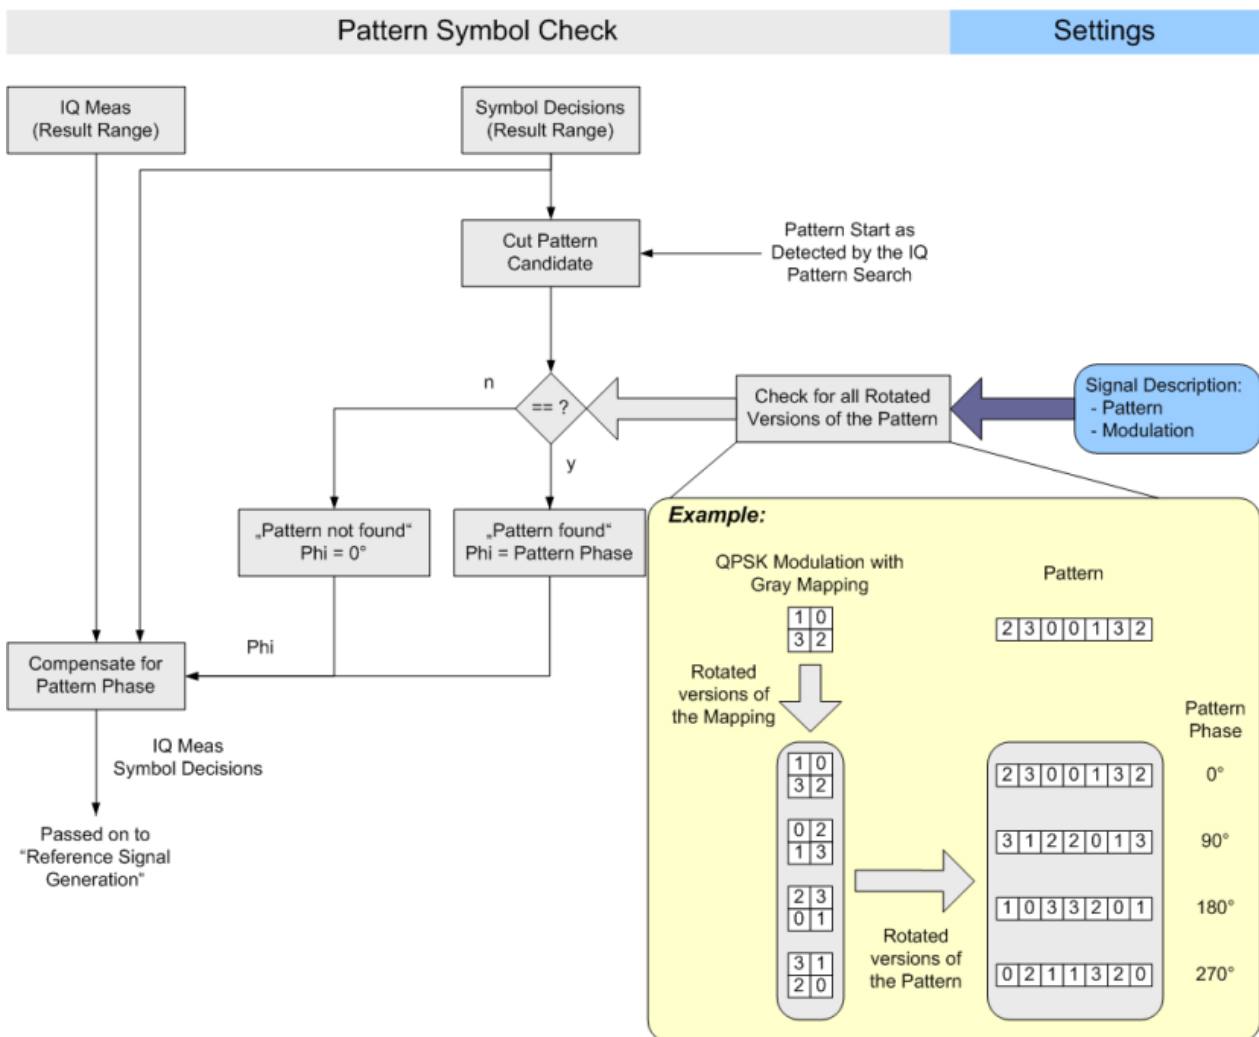 Pattern Symbol Check
Settings
IQ Meas
(Result Range)
Symbol Decisions
(Result Range)
Cut Pattern
Candidate
Pattern Start as
Detected by the IQ
Pattern Search
n
== ?
y
Check for all Rotated
Versions of the Pattern
Signal Description:
- Pattern
- Modulation
„Pattern not found“
Phi = 0°
„Pattern found“
Phi = Pattern Phase
Phi
Compensate for
Pattern Phase
IQ Meas
Symbol Decisions
Passed on to
“Reference Signal
Generation“
Example:
QPSK Modulation with
Gray Mapping
1 0
3 2
Pattern
2 3 0 0 1 3 2
Rotated
versions of
the Mapping
Pattern
Phase
1 0
3 2
0 2
1 3
2 3
0 1
3 1
2 0
Rotated
versions of
the Pattern
2 3 0 0 1 3 2 0°
3 1 2 2 0 1 3 90°
1 0 3 3 2 0 1 180°
0 2 1 1 3 2 0 270°